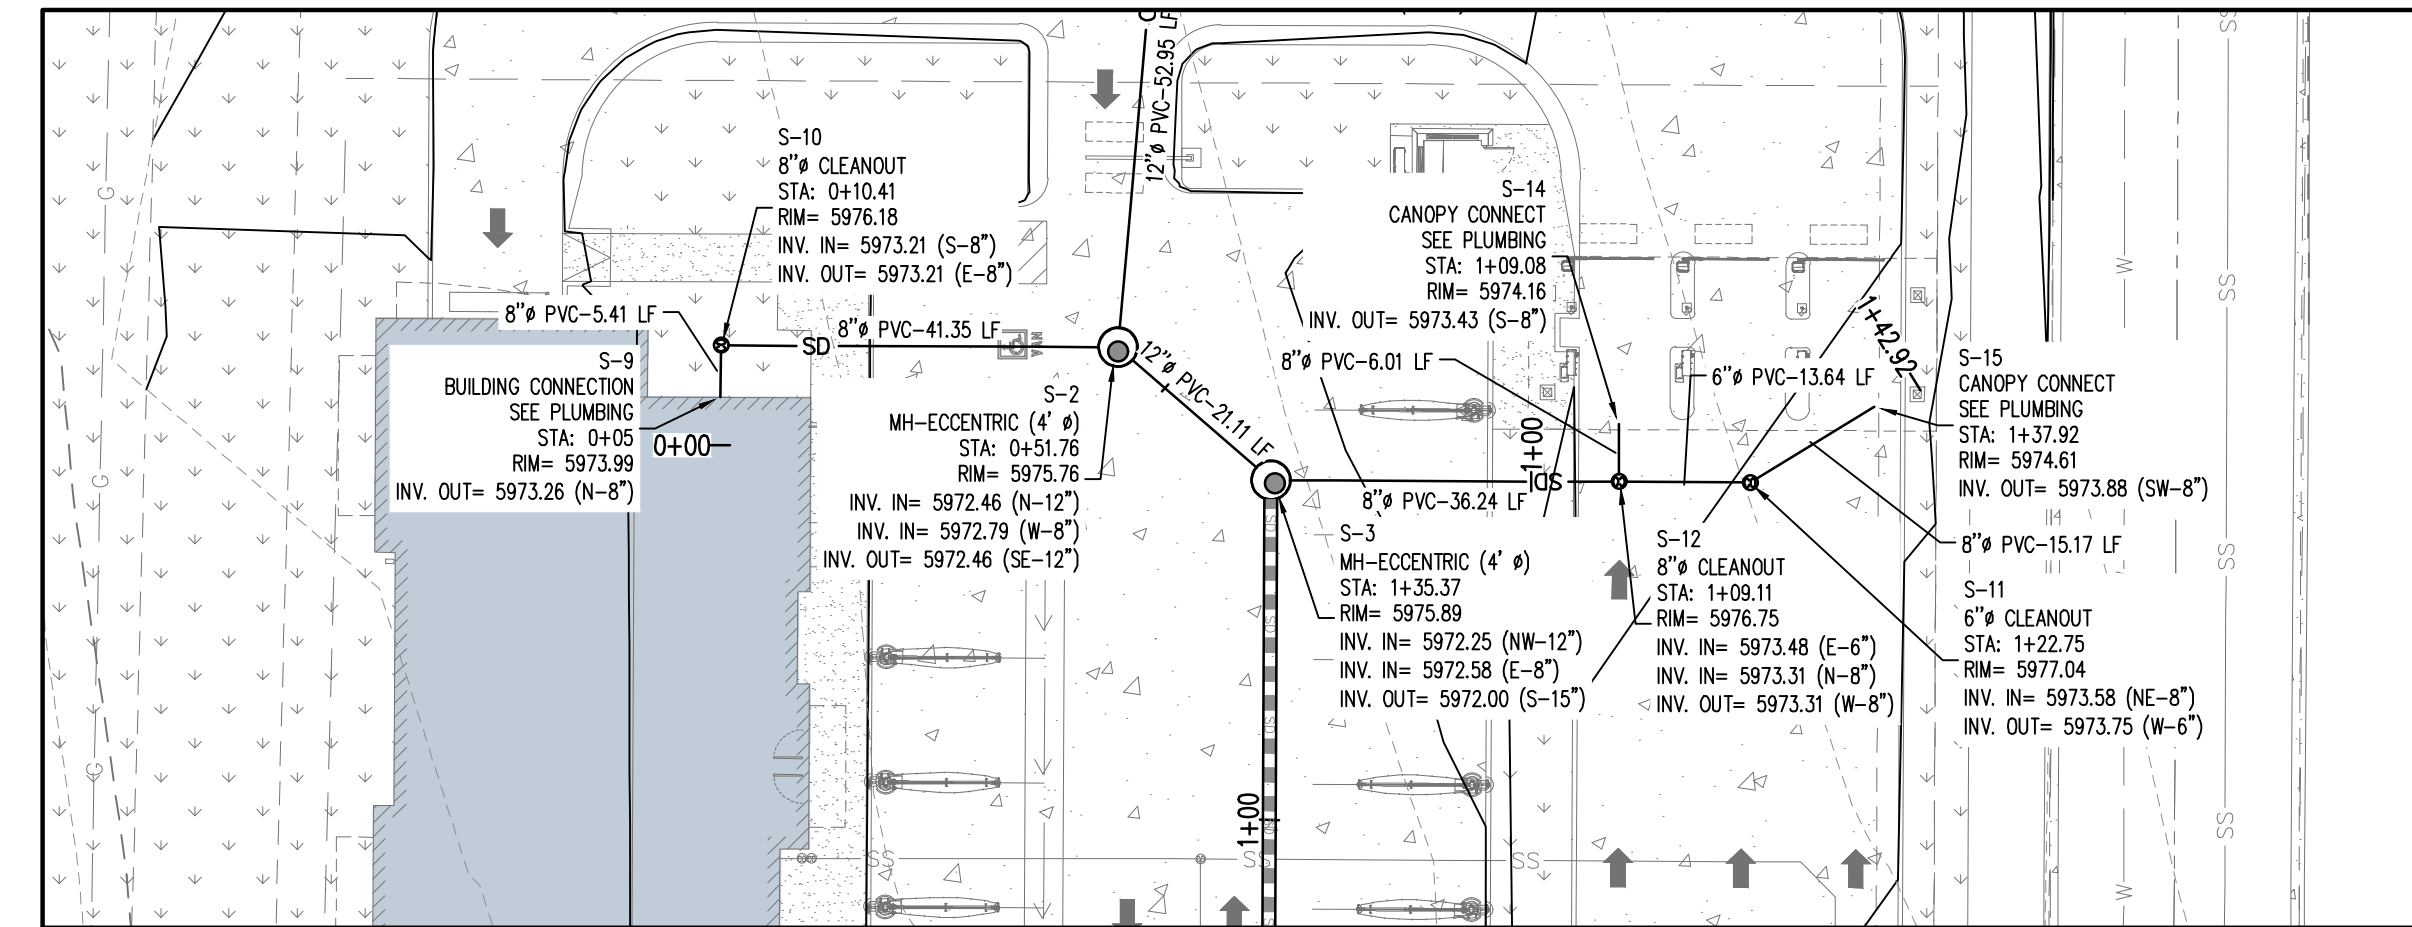 12"ø PVC-52.95 LF
S-10
8"ø CLEANOUT
STA: 0+10.41
RIM= 5976.18
INV. IN= 5973.21 (S-8")
INV. OUT= 5973.21 (E-8")
S-14
CANOPY CONNECT
SEE PLUMBING
STA: 1+09.08
RIM= 5974.16
INV. OUT= 5973.43 (S-8")
8"ø PVC-5.41 LF
8"ø PVC-41.35 LF
SD
VAN
S-9
BUILDING CONNECTION
SEE PLUMBING
STA: 0+05
RIM= 5973.99
INV. OUT= 5973.26 (N-8")
0+00
S-2
MH-ECCENTRIC (4' ø)
STA: 0+51.76
RIM= 5975.76
INV. IN= 5972.46 (N-12")
INV. IN= 5972.79 (W-8")
INV. OUT= 5972.46 (SE-12")
12"ø PVC-21.11 LF
8"ø PVC-6.01 LF
6"ø PVC-13.64 LF
1+42.92
1+00
SD
8"ø PVC-36.24 LF
S-15
CANOPY CONNECT
SEE PLUMBING
STA: 1+37.92
RIM= 5974.61
INV. OUT= 5973.88 (SW-8")
8"ø PVC-15.17 LF
S-3
MH-ECCENTRIC (4' ø)
STA: 1+35.37
RIM= 5975.89
INV. IN= 5972.25 (NW-12")
INV. IN= 5972.58 (E-8")
INV. OUT= 5972.00 (S-15")
S-12
8"ø CLEANOUT
STA: 1+09.11
RIM= 5976.75
INV. IN= 5973.48 (E-6")
INV. IN= 5973.31 (N-8")
INV. OUT= 5973.31 (W-8")
S-11
6"ø CLEANOUT
STA: 1+22.75
RIM= 5977.04
INV. IN= 5973.58 (NE-8")
INV. OUT= 5973.75 (W-6")
1+00
G
G
G
SS
SS
SS
W
W
SS
SS
SS
SS
SD
SD
SD